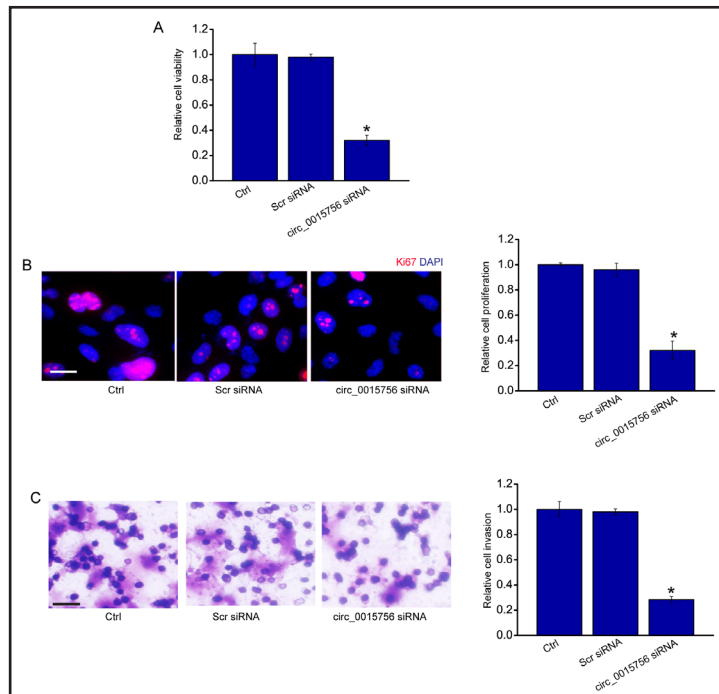 A
Relative cell viability
1.2
1.0
0.8
0.6
0.4
0.2
0.0
*
Ctrl
Scr siRNA
circ_0015756 siRNA
B
Ki67 DAPI
Ctrl
Scr siRNA
circ_0015756 siRNA
Relative cell proliferation
1.2
1.0
0.8
0.6
0.4
0.2
0.0
*
Ctrl
Scr siRNA
circ_0015756 siRNA
C
Ctrl
Scr siRNA
circ_0015756 siRNA
Relative cell invasion
1.2
1.0
0.8
0.6
0.4
0.2
0.0
*
Ctrl
Scr siRNA
circ_0015756 siRNA